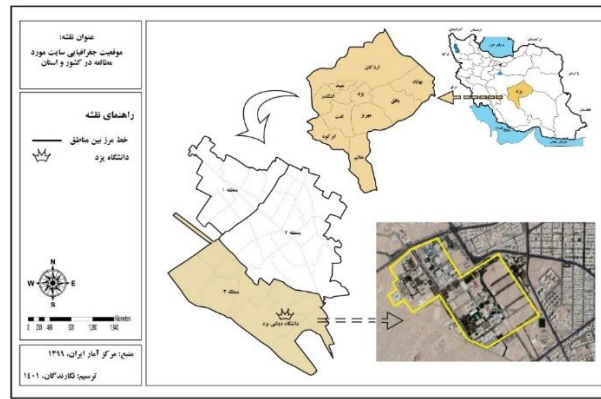 عنوان نقشه:
موقعیت جغرافیایی سایت مورد
مطالعه در کشور و استان
راهنمای نقشه
خط مرز بین مناطق
دانشگاه یزد
N
W
E
S
Kilometers
منبع: مرکز آمار ایران، ۱۳۹۹
ترسیم: نگارندگان، ۱۴۰۱
اردکان
بهاباد
میبد
اشکذر
یزد
بافق
تفت
مهریز
ابرکوه
خاتم
یزد
منطقه ۱
منطقه ۲
منطقه ۳
دانشگاه دولتی یزد